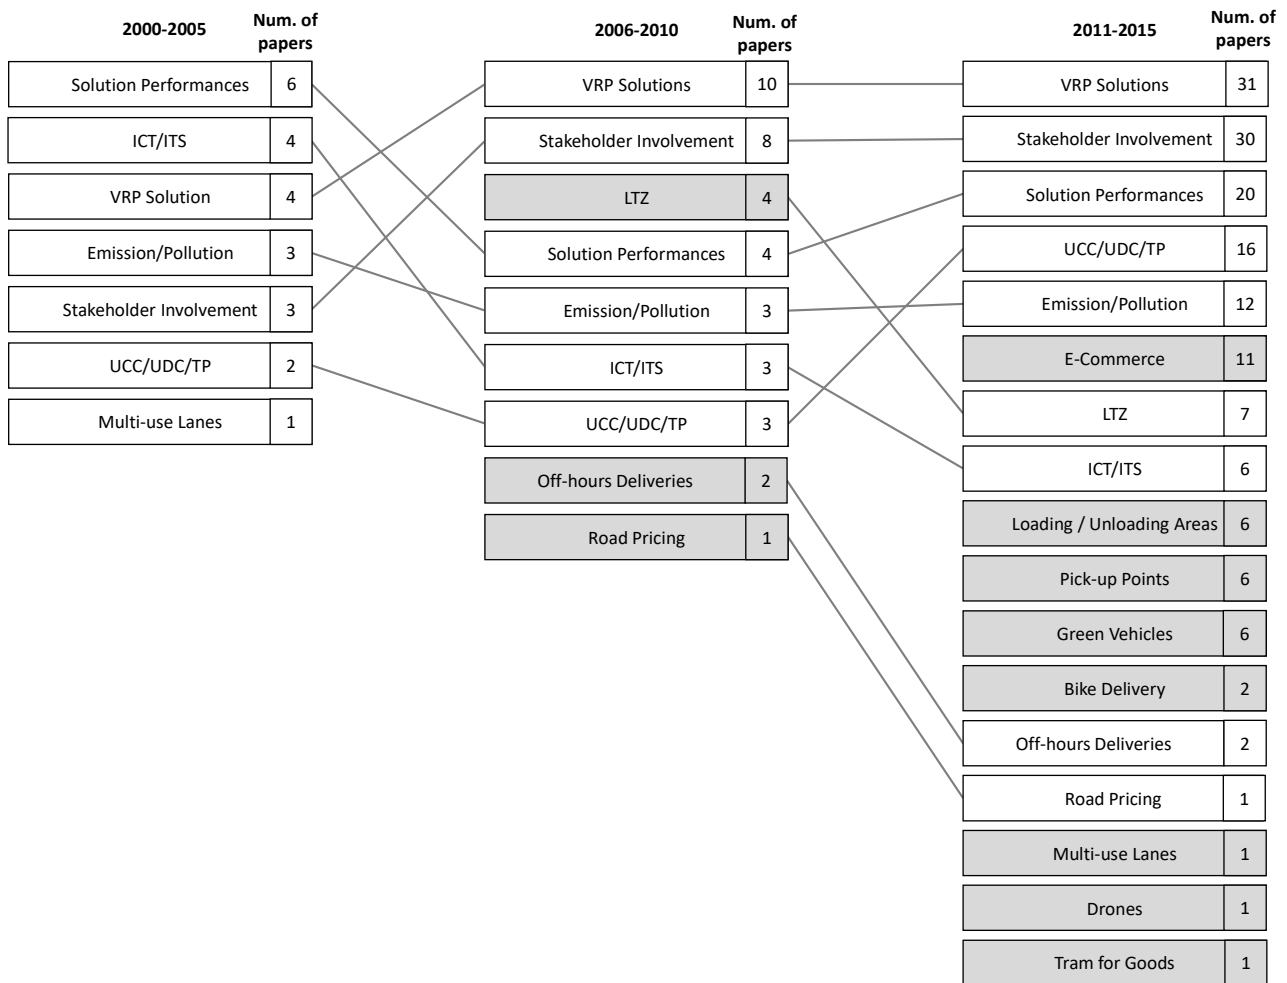 2000-2005 Num. of
papers
Solution Performances 6
ICT/ITS 4
VRP Solution 4
Emission/Pollution 3
Stakeholder Involvement 3
UCC/UDC/TP 2
Multi-use Lanes 1
2006-2010 Num. of
papers
VRP Solutions 10
Stakeholder Involvement 8
LTZ 4
Solution Performances 4
Emission/Pollution 3
ICT/ITS 3
UCC/UDC/TP 3
Off-hours Deliveries 2
Road Pricing 1
2011-2015 Num. of
papers
VRP Solutions 31
Stakeholder Involvement 30
Solution Performances 20
UCC/UDC/TP 16
Emission/Pollution 12
E-Commerce 11
LTZ 7
ICT/ITS 6
Loading / Unloading Areas 6
Pick-up Points 6
Green Vehicles 6
Bike Delivery 2
Off-hours Deliveries 2
Road Pricing 1
Multi-use Lanes 1
Drones 1
Tram for Goods 1